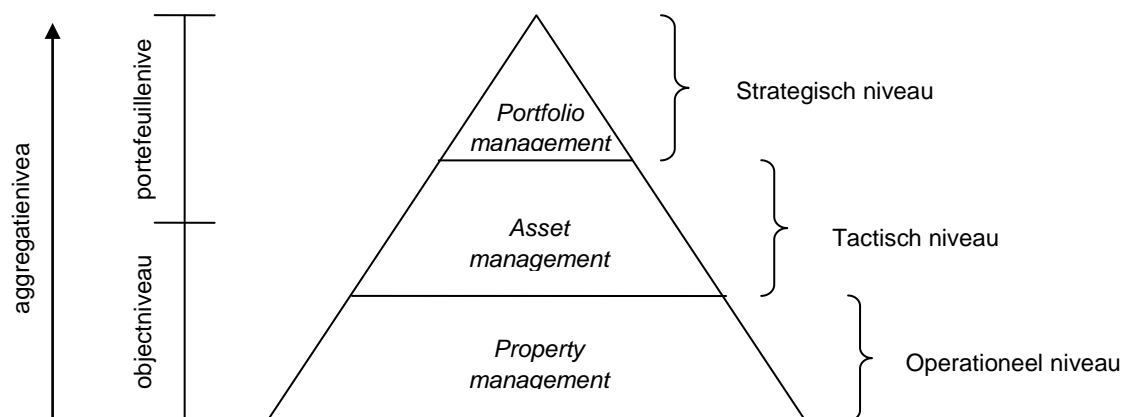 aggregatienivea
portefeuillenive
objectniveau
Portfolio
management
Strategisch niveau
Asset
management
Tactisch niveau
Property
management
Operationeel niveau